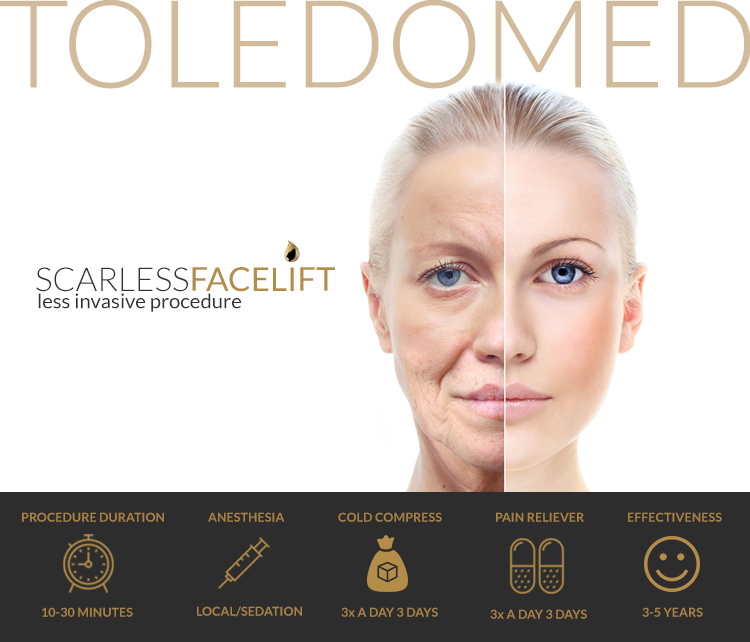 TOLEDOMED
SCARLESSFACELIFT
less invasive procedure
PROCEDURE DURATION
10-30 MINUTES
ANESTHESIA
LOCAL/SEDATION
COLD COMPRESS
3x A DAY 3 DAYS
PAIN RELIEVER
3x A DAY 3 DAYS
EFFECTIVENESS
3-5 YEARS